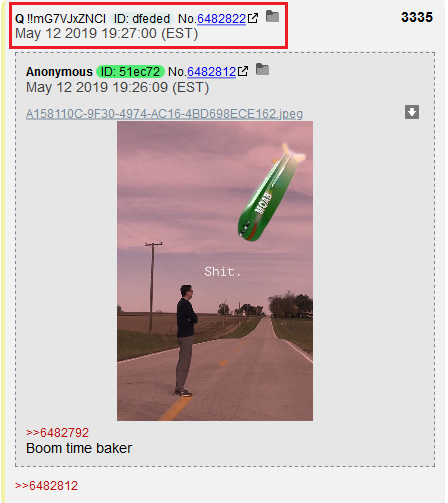 Q !!mG7VJxZNCI ID: dfeded No.6482822 3335
May 12 2019 19:27:00 (EST)
Anonymous ID: 51ec72 No.6482812
May 12 2019 19:26:09 (EST)
A158110C-9F30-4974-AC16-4BD698ECE162.jpeg
MOAB
Shit.
>>6482792
Boom time baker
>>6482812